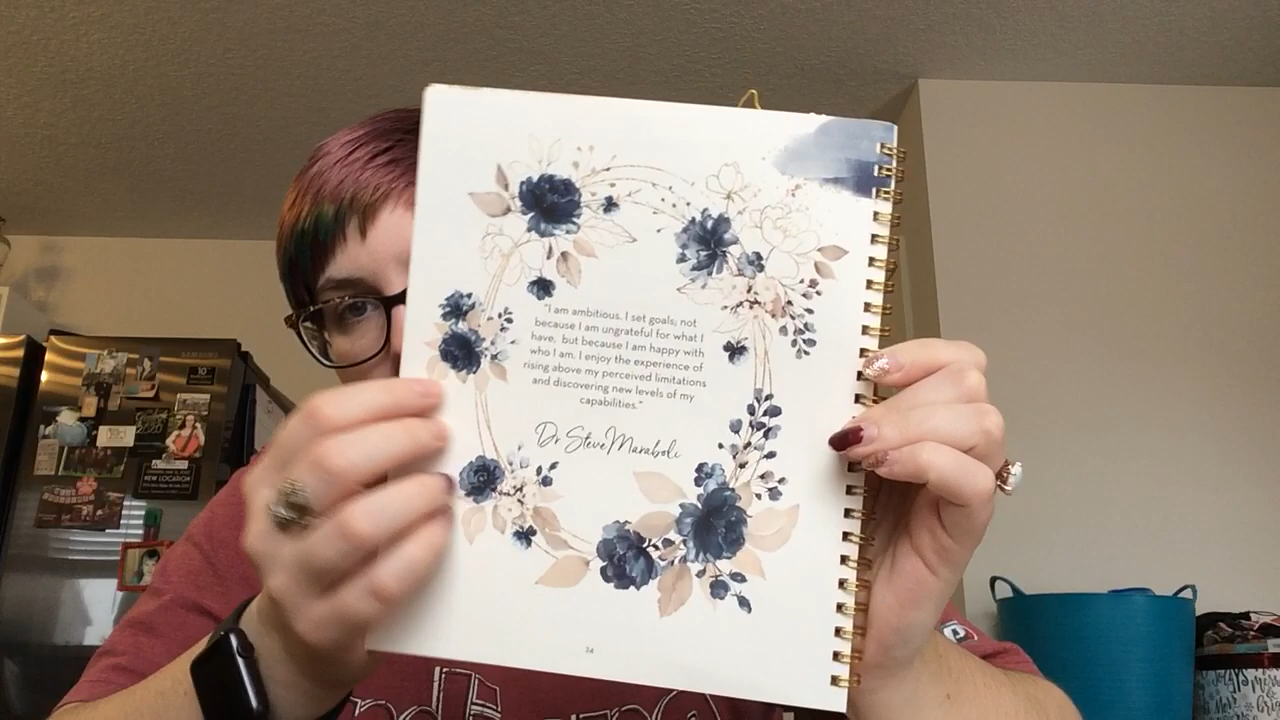 "I am ambitious. I set goals; not
because I am ungrateful for what I
have, but because I am happy with
who I am. I enjoy the experience of
rising above my perceived limitations
and discovering new levels of my
capabilities."
Dr Steve Maraboli
24
SAMSUNG
10
NEW LOCATION